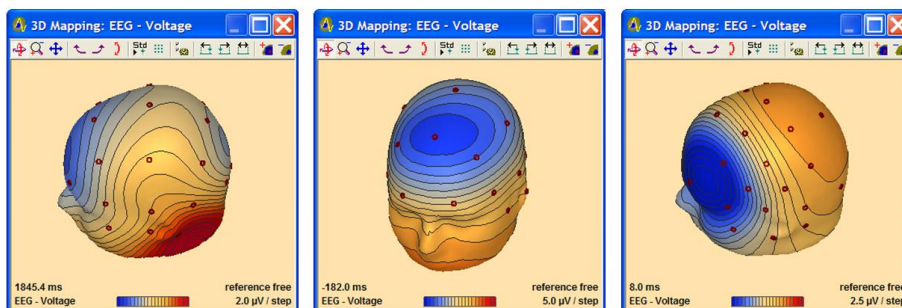 3D Mapping: EEG - Voltage
Std
1845.4 ms
reference free
EEG - Voltage
2.0 µV / step
3D Mapping: EEG - Voltage
Std
-182.0 ms
reference free
EEG - Voltage
5.0 µV / step
3D Mapping: EEG - Voltage
Std
8.0 ms
reference free
EEG - Voltage
2.5 µV / step